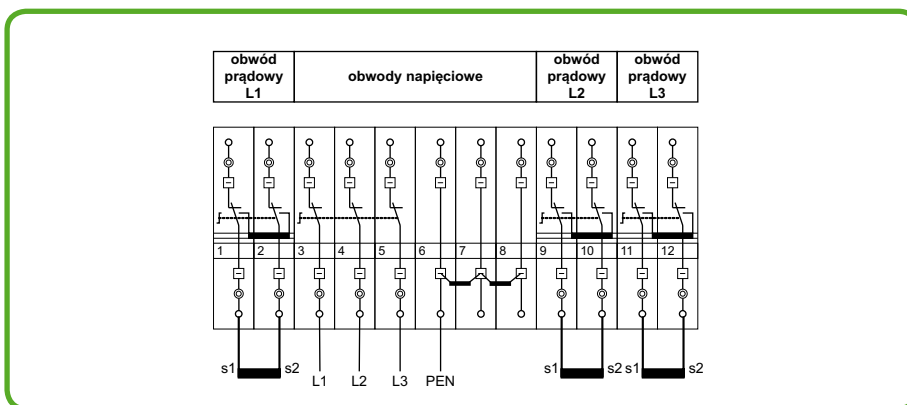 obwód
prądowy
L1
obwody napięciowe
obwód
prądowy
L2
obwód
prądowy
L3
1 2 3 4 5 6 7 8 9 10 11 12
s1 s2 L1 L2 L3 PEN s1 s2 s1 s2